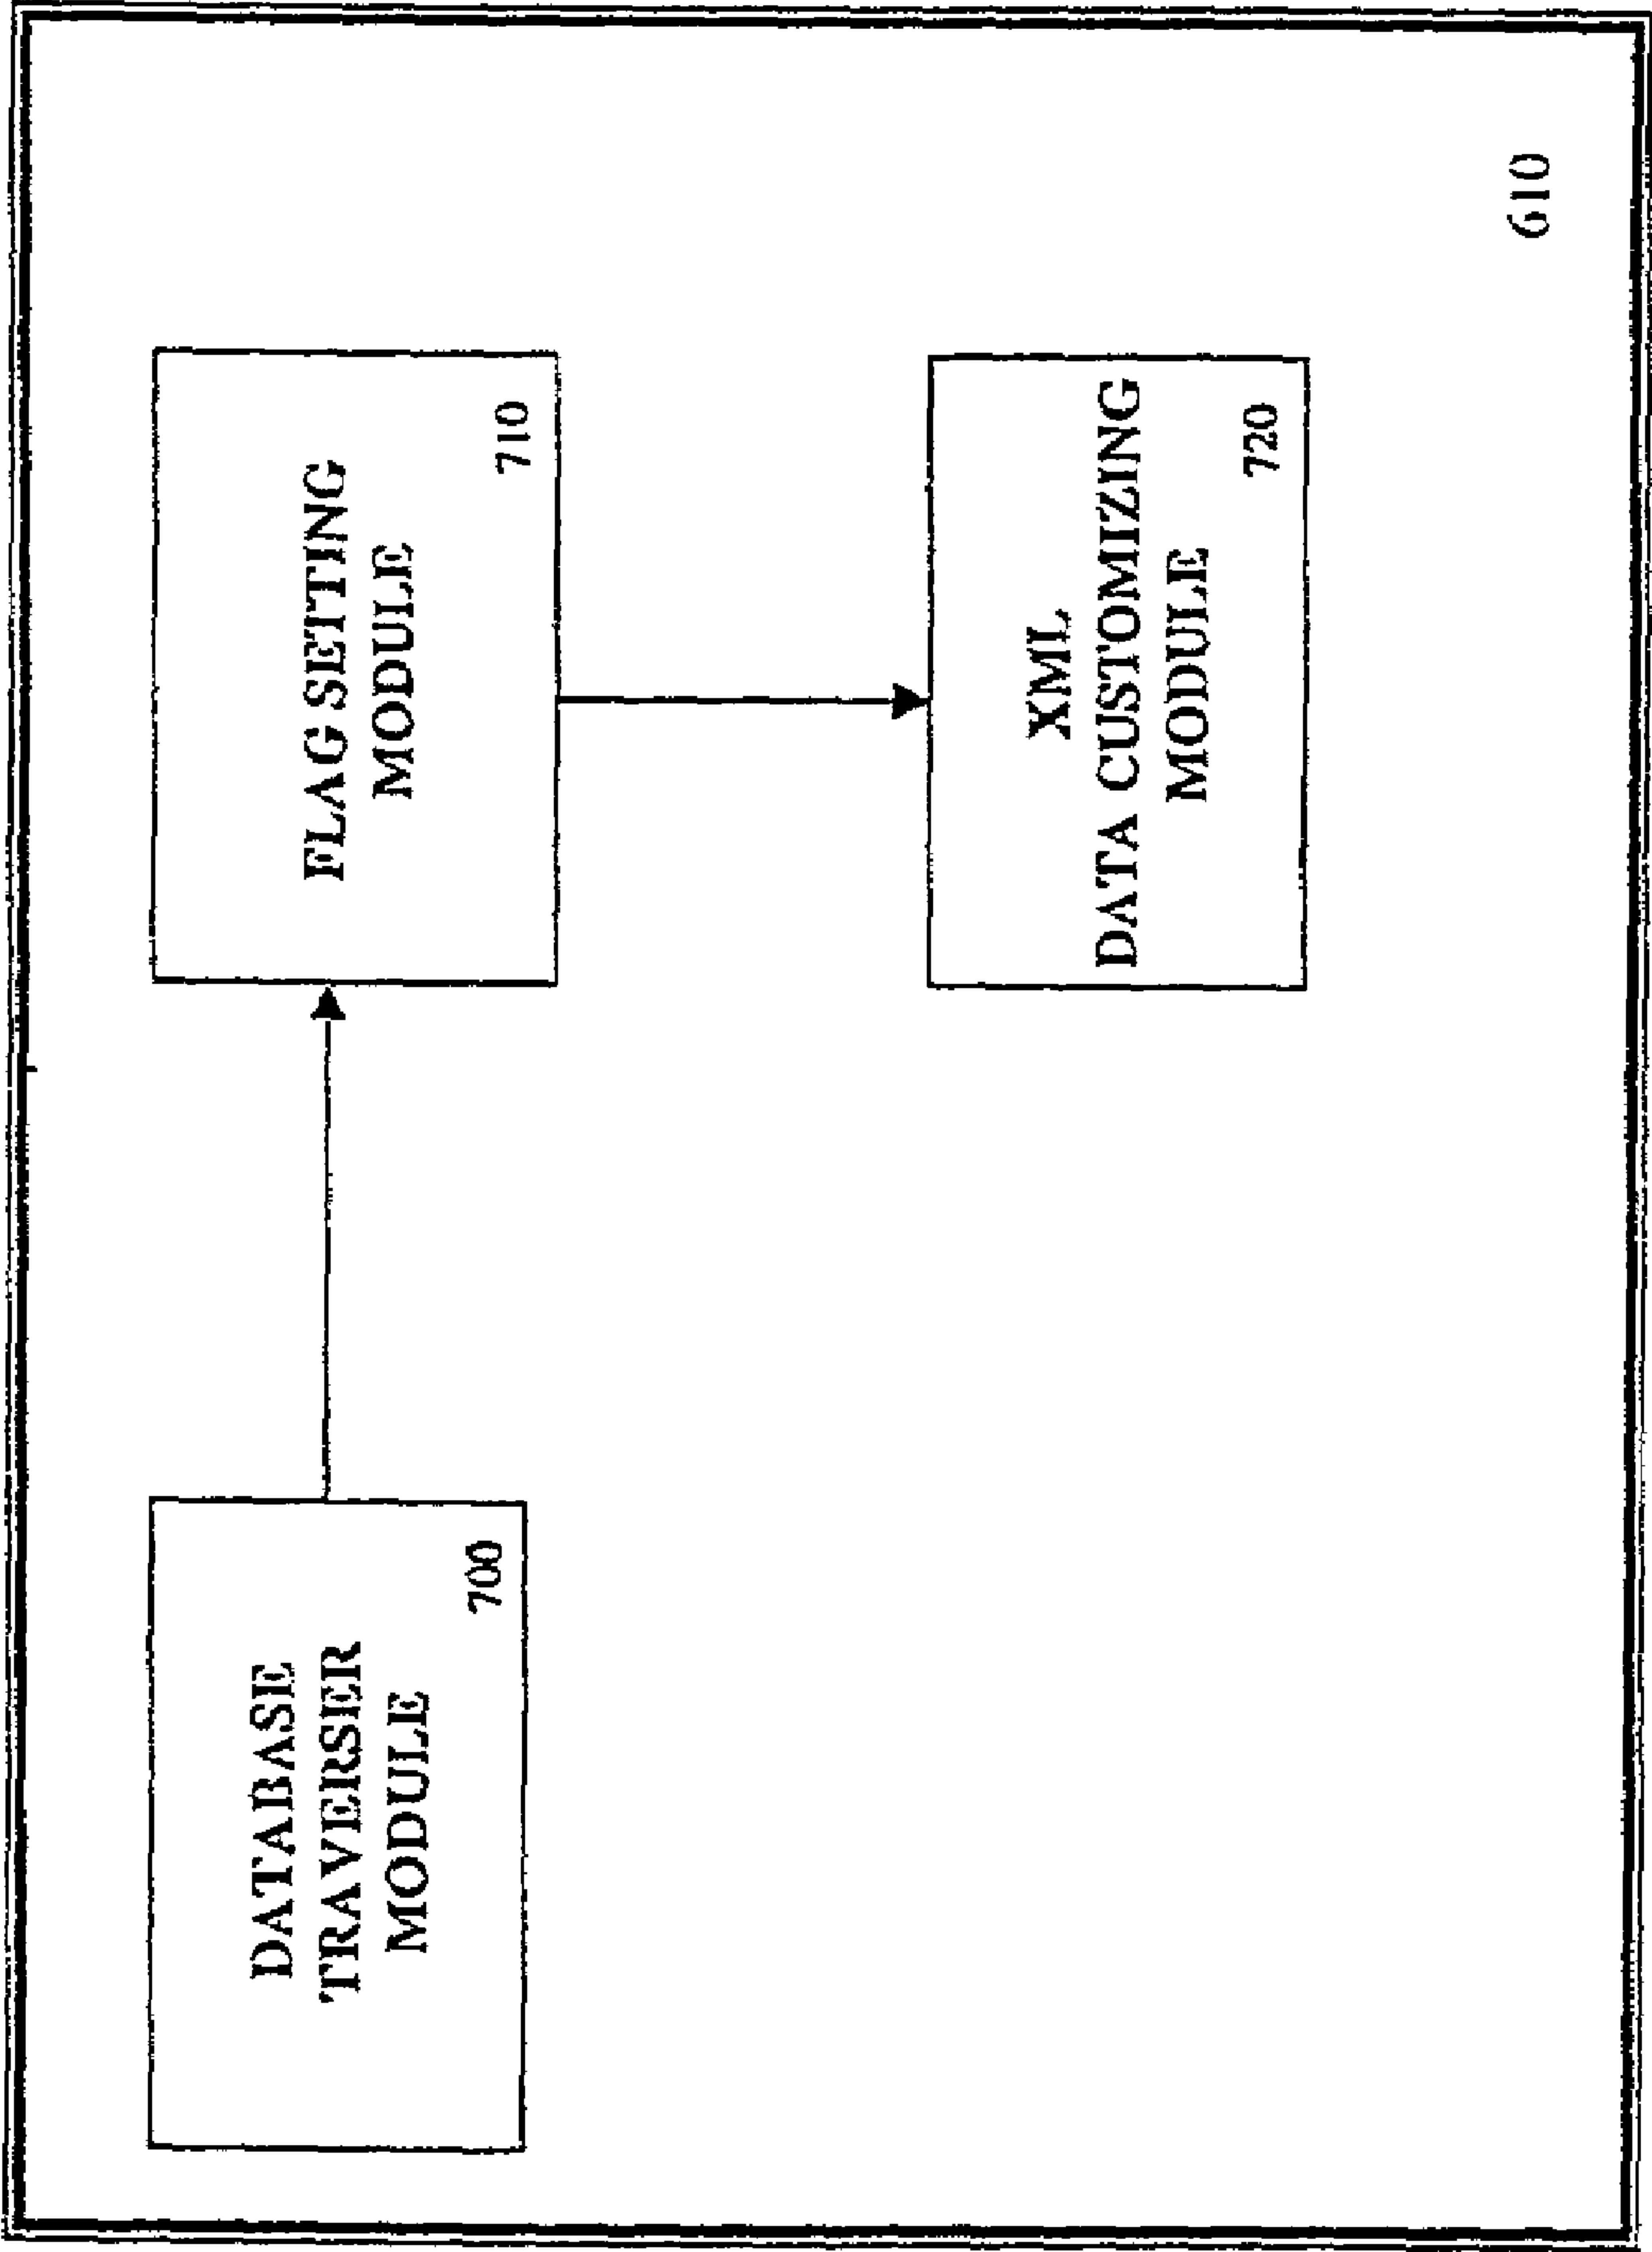 DATABASE
TRAVERSER
MODULE
700
FLAG SETTING
MODULE
710
XML
DATA CUSTOMIZING
MODULE
720
610